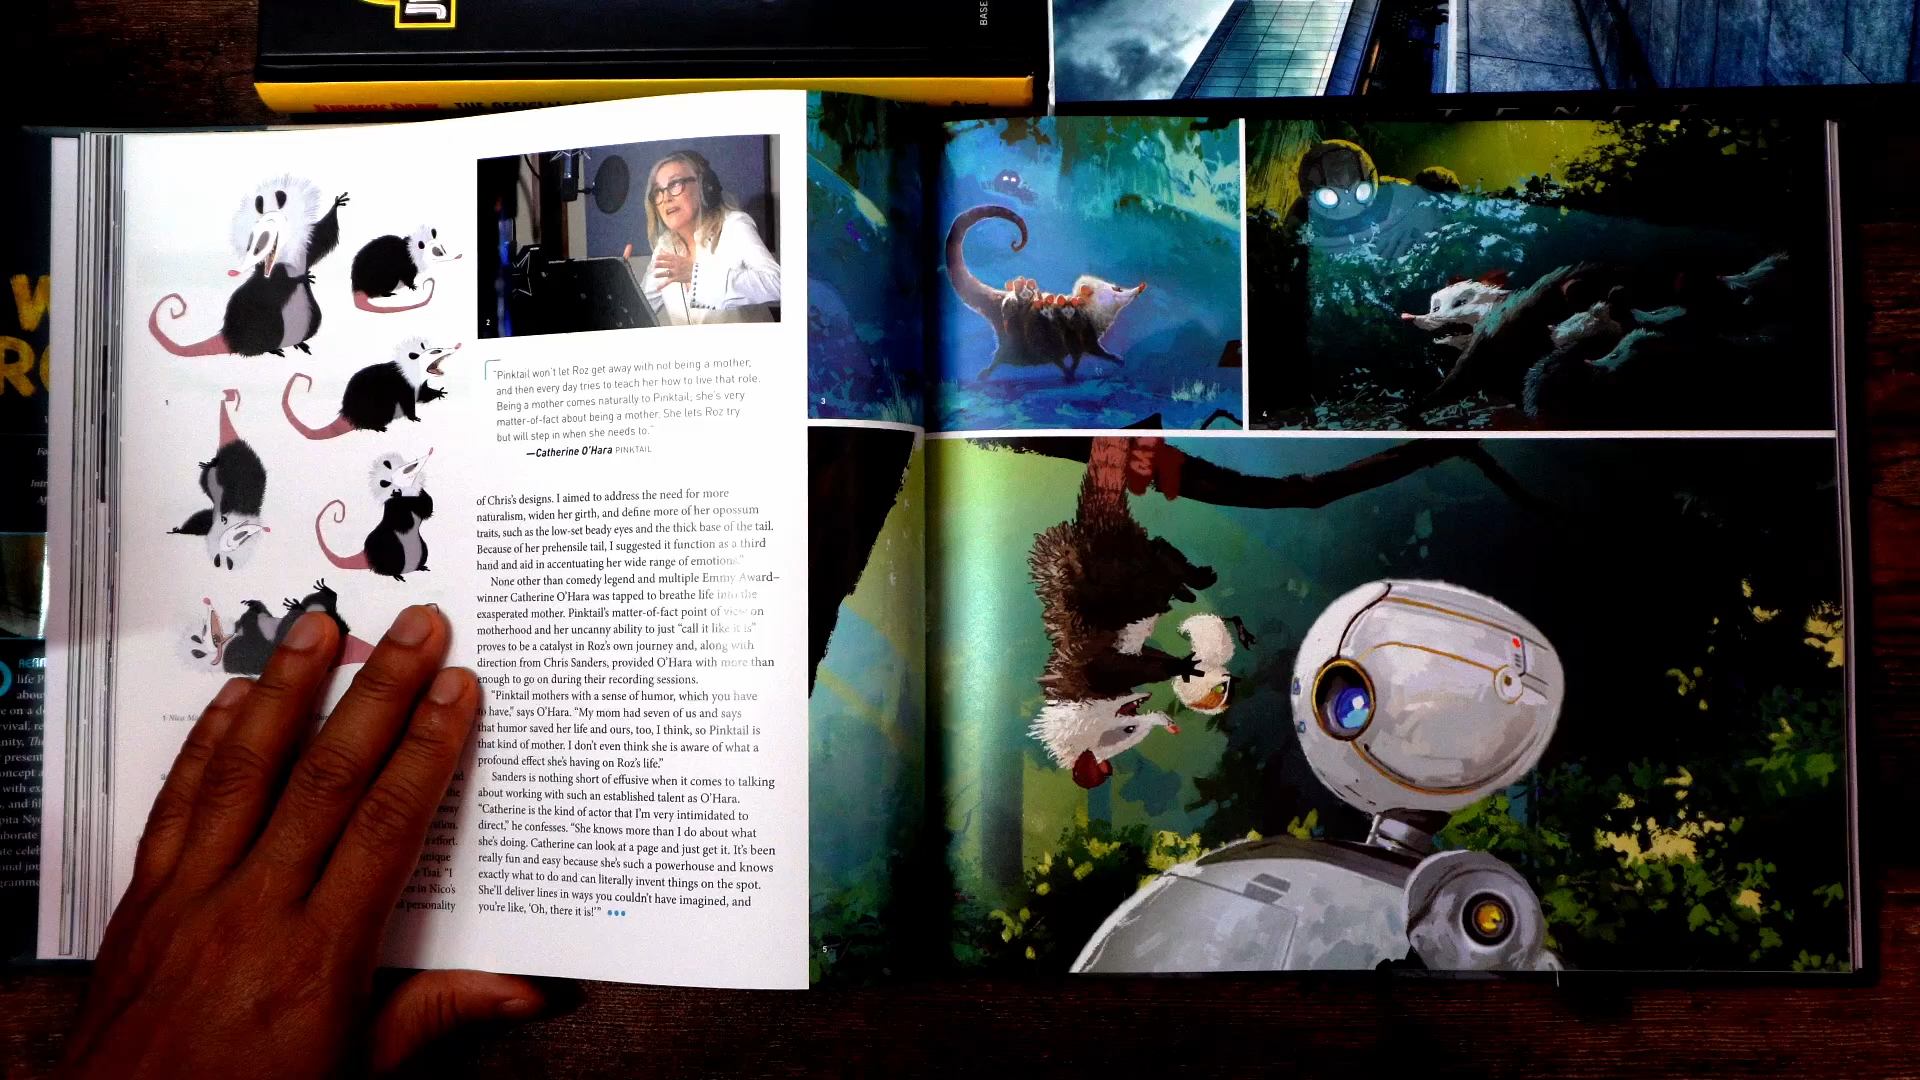 BASE
JURASSIC PARK THE OFFICIAL
2
1
3
4
5
"Pinktail won't let Roz get away with not being a mother,
and then every day tries to teach her how to live that role.
Being a mother comes naturally to Pinktail; she's very
matter-of-fact about being a mother. She lets Roz try
but will step in when she needs to."
—Catherine O'Hara PINKTAIL
of Chris's designs. I aimed to address the need for more
naturalism, widen her girth, and define more of her opossum
traits, such as the low-set beady eyes and the thick base of the tail.
Because of her prehensile tail, I suggested it function as a third
hand and aid in accentuating her wide range of emotions."
None other than comedy legend and multiple Emmy Award–
winner Catherine O'Hara was tapped to breathe life into the
exasperated mother. Pinktail's matter-of-fact point of view on
motherhood and her uncanny ability to just "call it like it is"
proves to be a catalyst in Roz's own journey and, along with
direction from Chris Sanders, provided O'Hara with more than
enough to go on during their recording sessions.
"Pinktail mothers with a sense of humor, which you have
to have," says O'Hara. "My mom had seven of us and says
that humor saved her life and ours, too, I think, so Pinktail is
that kind of mother. I don't even think she is aware of what a
profound effect she's having on Roz's life."
Sanders is nothing short of effusive when it comes to talking
about working with such an established talent as O'Hara.
"Catherine is the kind of actor that I'm very intimidated to
direct," he confesses. "She knows more than I do about what
she's doing. Catherine can look at a page and just get it. It's been
really fun and easy because she's such a powerhouse and knows
exactly what to do and can literally invent things on the spot.
She'll deliver lines in ways you couldn't have imagined, and
you're like, 'Oh, there it is!'" •••
Tsai. "I
in Nico's
personality